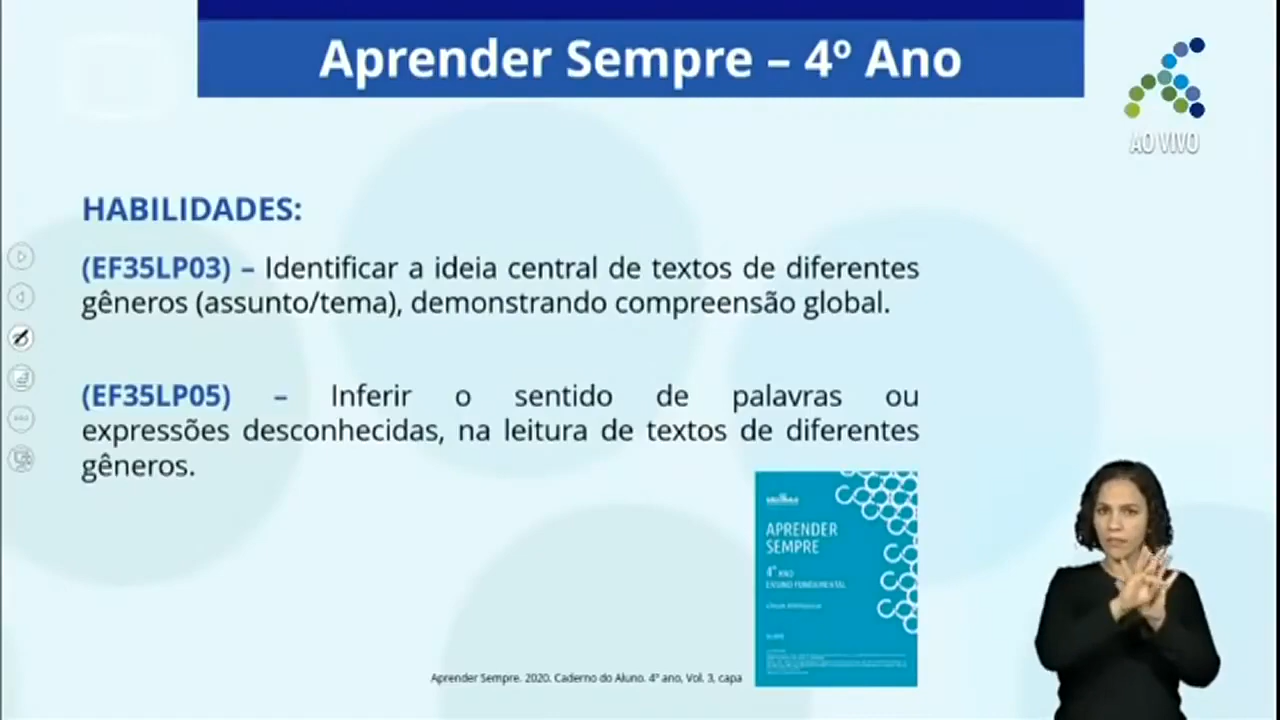 Aprender Sempre – 4º Ano
AO VIVO
HABILIDADES:
(EF35LP03) – Identificar a ideia central de textos de diferentes
gêneros (assunto/tema), demonstrando compreensão global.
(EF35LP05) – Inferir o sentido de palavras ou
expressões desconhecidas, na leitura de textos de diferentes
gêneros.
APRENDER
SEMPRE
4º ANO
ENSINO FUNDAMENTAL
Aprender Sempre. 2020. Caderno do Aluno. 4º ano, Vol. 3, capa